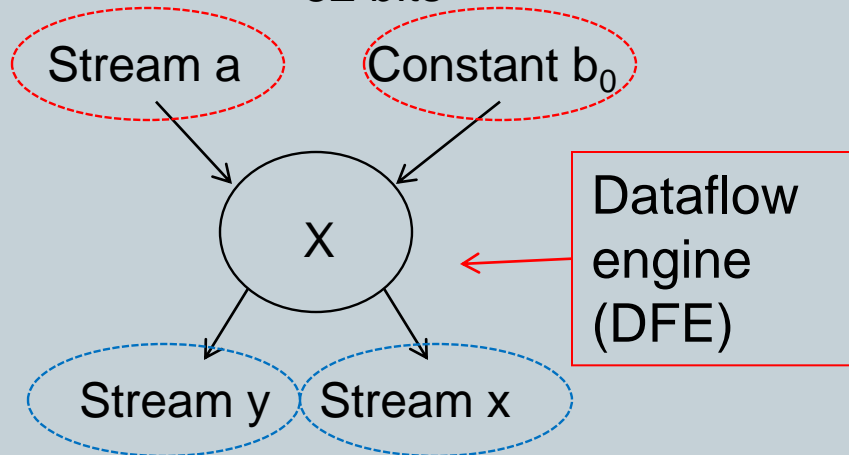 Stream a
Constant b₀
X
Dataflow
engine
(DFE)
Stream y
Stream x